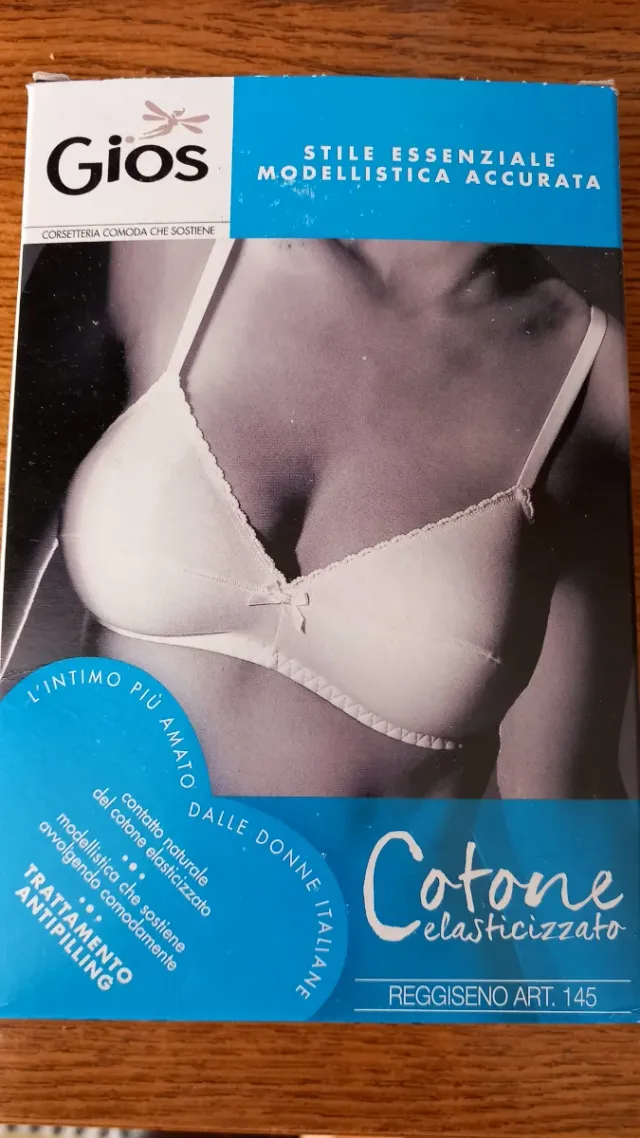 Gios
CORSETTERIA COMODA CHE SOSTIENE
STILE ESSENZIALE
MODELLISTICA ACCURATA
L'INTIMO PIÙ AMATO DALLE DONNE ITALIANE
contatto naturale
del cotone elasticizzato
•••
modellistica che sostiene
avvolgendo comodamente
•••
TRATTAMENTO
ANTIPILLING
Cotone
elasticizzato
REGGISENO ART. 145